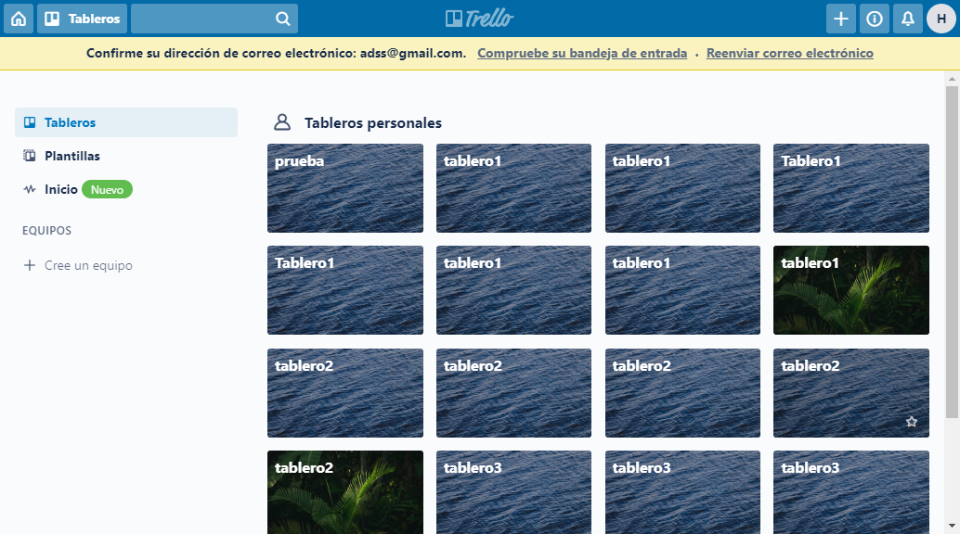 Tableros
Trello
H
Confirme su dirección de correo electrónico: adss@gmail.com. Compruebe su bandeja de entrada · Reenviar correo electrónico
Tableros
Plantillas
Inicio Nuevo
EQUIPOS
+ Cree un equipo
Tableros personales
prueba tablero1 tablero1 Tablero1
Tablero1 tablero1 tablero1 tablero1
tablero2 tablero2 tablero2 tablero2
tablero2 tablero3 tablero3 tablero3